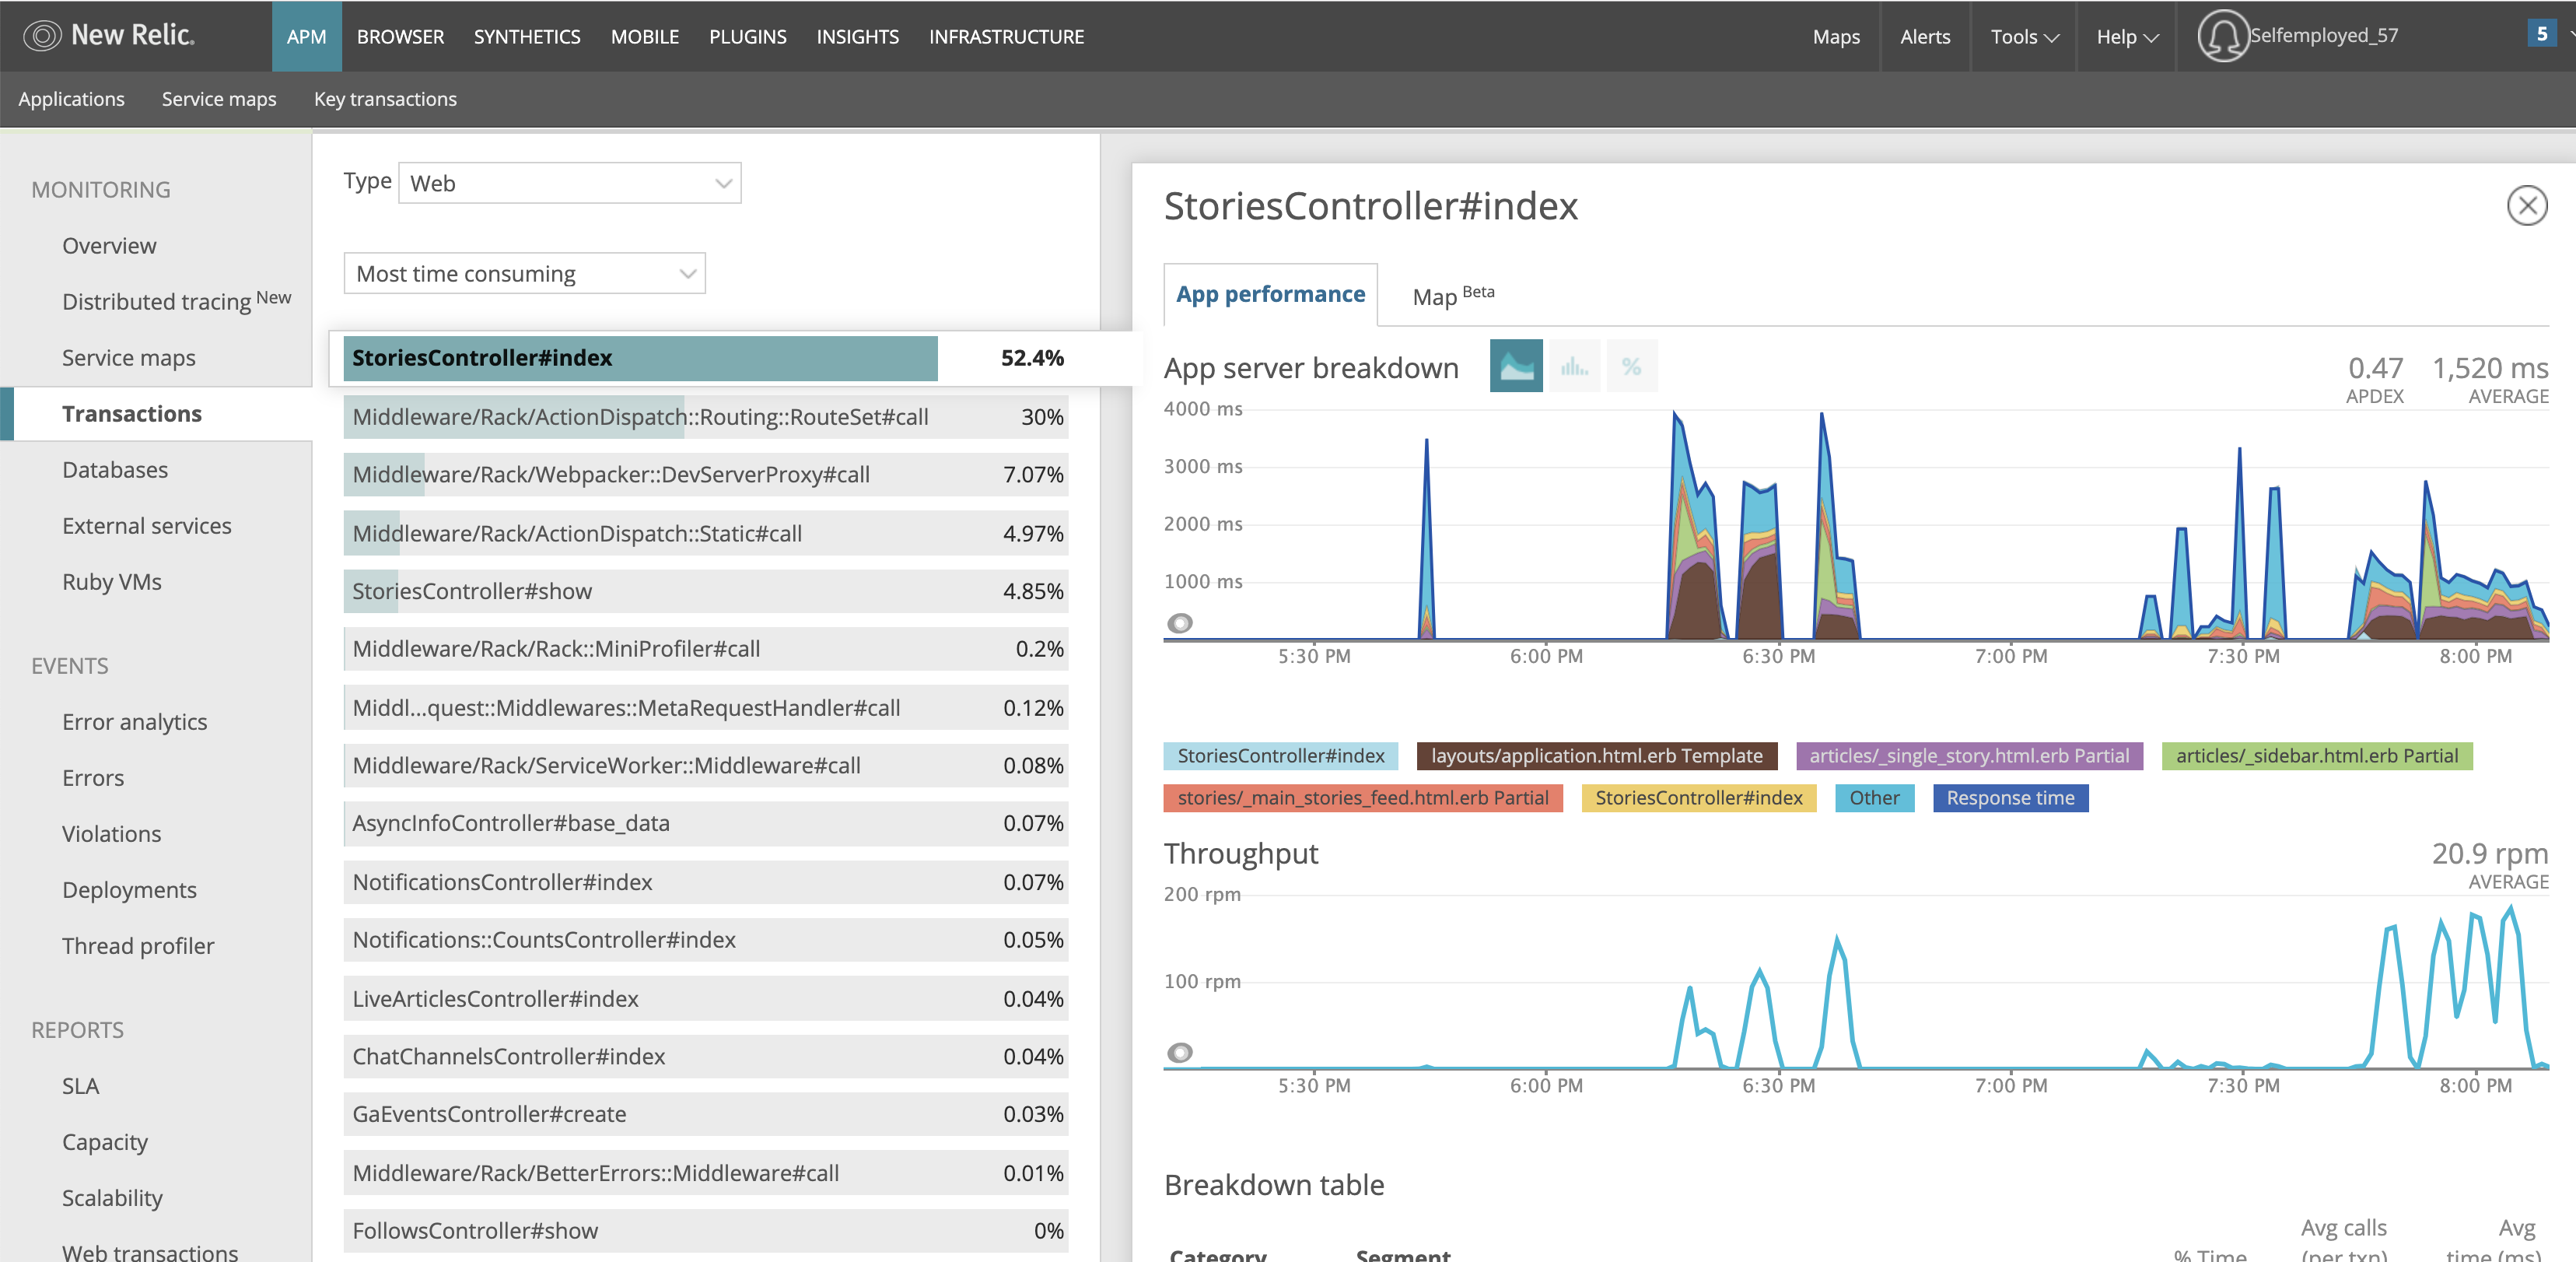 New Relic.
APM BROWSER SYNTHETICS MOBILE PLUGINS INSIGHTS INFRASTRUCTURE Maps Alerts Tools Help Selfemployed_57 5
Applications Service maps Key transactions
MONITORING
Overview
Distributed tracing New
Service maps
Transactions
Databases
External services
Ruby VMs
EVENTS
Error analytics
Errors
Violations
Deployments
Thread profiler
REPORTS
SLA
Capacity
Scalability
Web transactions
Type Web
Most time consuming
StoriesController#index 52.4%
Middleware/Rack/ActionDispatch::Routing::RouteSet#call 30%
Middleware/Rack/Webpacker::DevServerProxy#call 7.07%
Middleware/Rack/ActionDispatch::Static#call 4.97%
StoriesController#show 4.85%
Middleware/Rack/Rack::MiniProfiler#call 0.2%
Middl...quest::Middlewares::MetaRequestHandler#call 0.12%
Middleware/Rack/ServiceWorker::Middleware#call 0.08%
AsyncInfoController#base_data 0.07%
NotificationsController#index 0.07%
Notifications::CountsController#index 0.05%
LiveArticlesController#index 0.04%
ChatChannelsController#index 0.04%
GaEventsController#create 0.03%
Middleware/Rack/BetterErrors::Middleware#call 0.01%
FollowsController#show 0%
StoriesController#index
App performance Map Beta
App server breakdown % 0.47 1,520 ms
APDEX AVERAGE
4000 ms
3000 ms
2000 ms
1000 ms
5:30 PM 6:00 PM 6:30 PM 7:00 PM 7:30 PM 8:00 PM
StoriesController#index layouts/application.html.erb Template articles/_single_story.html.erb Partial articles/_sidebar.html.erb Partial
stories/_main_stories_feed.html.erb Partial StoriesController#index Other Response time
Throughput 20.9 rpm
AVERAGE
200 rpm
100 rpm
5:30 PM 6:00 PM 6:30 PM 7:00 PM 7:30 PM 8:00 PM
Breakdown table
Category Segment % Time Avg calls (per txn) Avg time (ms)